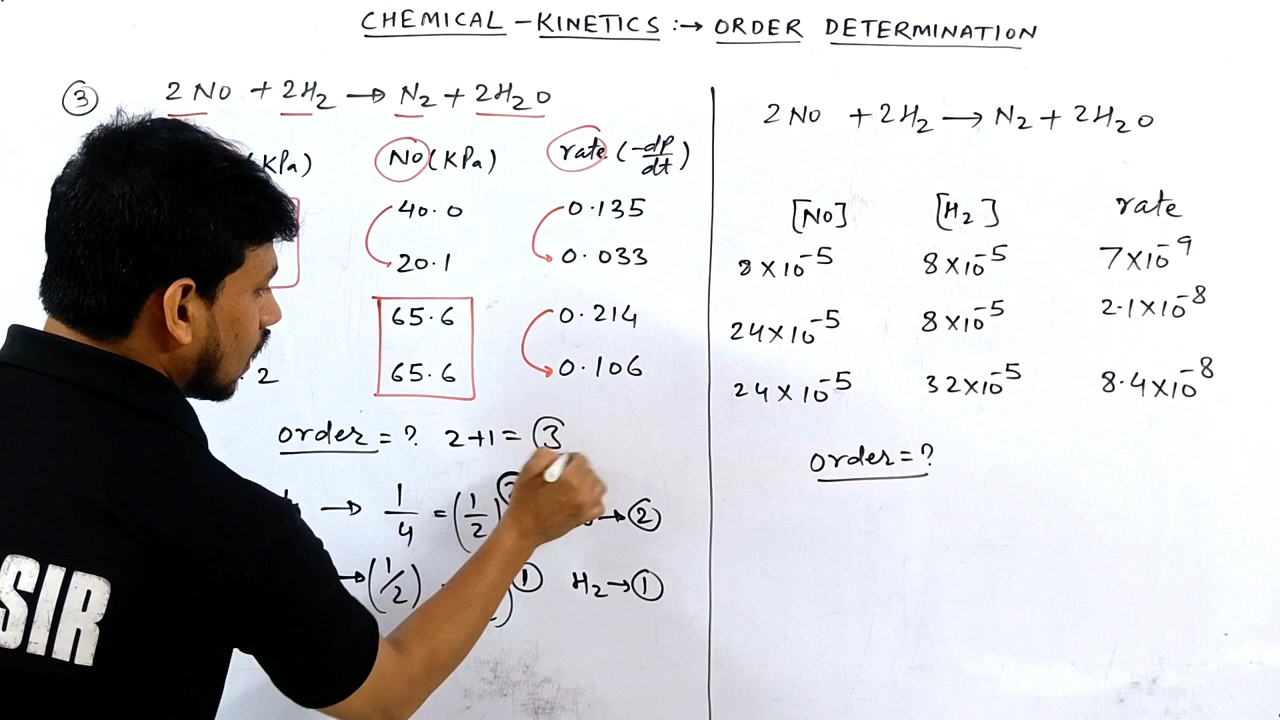 CHEMICAL - KINETICS :→ ORDER DETERMINATION
③ 2 NO + 2H₂ → N₂ + 2H₂O
KPa) NO (KPa) rate (-dP/dt)
40.0 0.135
20.1 0.033
65.6 0.214
.2 65.6 0.106
order = ? 2+1 = ③
→ 1/4 = (1/2) → ②
→ (1/2) ① H₂ → ①
SIR
2 NO + 2H₂ → N₂ + 2H₂O
[NO] [H₂] rate
8×10⁻⁵ 8×10⁻⁵ 7×10⁻⁹
24×10⁻⁵ 8×10⁻⁵ 2.1×10⁻⁸
24×10⁻⁵ 32×10⁻⁵ 8.4×10⁻⁸
order = ?